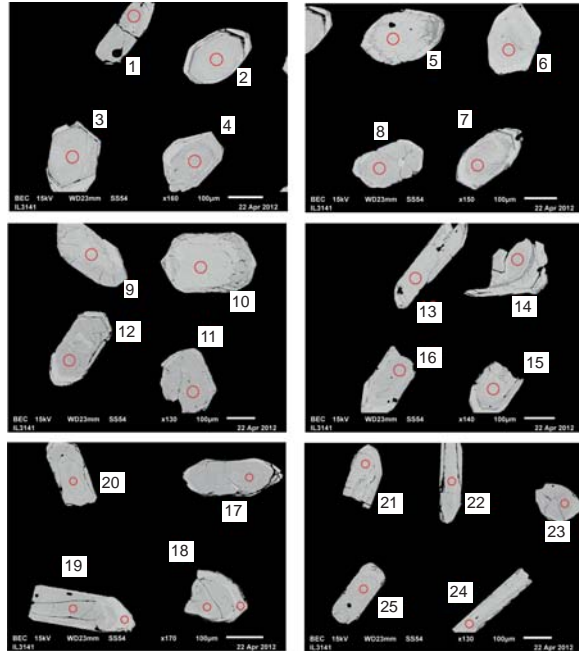 1
2
3
4
BEC 15kV WD23mm SS54 x160 100µm
IL3141 22 Apr 2012
5
6
7
8
BEC 15kV WD23mm SS54 x150 100µm
IL3141 22 Apr 2012
9
10
12
11
BEC 15kV WD23mm SS54 x130 100µm
IL3141 22 Apr 2012
13
14
16
15
BEC 15kV WD23mm SS54 x140 100µm
IL3141 22 Apr 2012
20
17
19
18
BEC 15kV WD23mm SS54 x170 100µm
IL3141 22 Apr 2012
21
22
23
25
24
BEC 15kV WD23mm SS54 x130 100µm
IL3141 22 Apr 2012